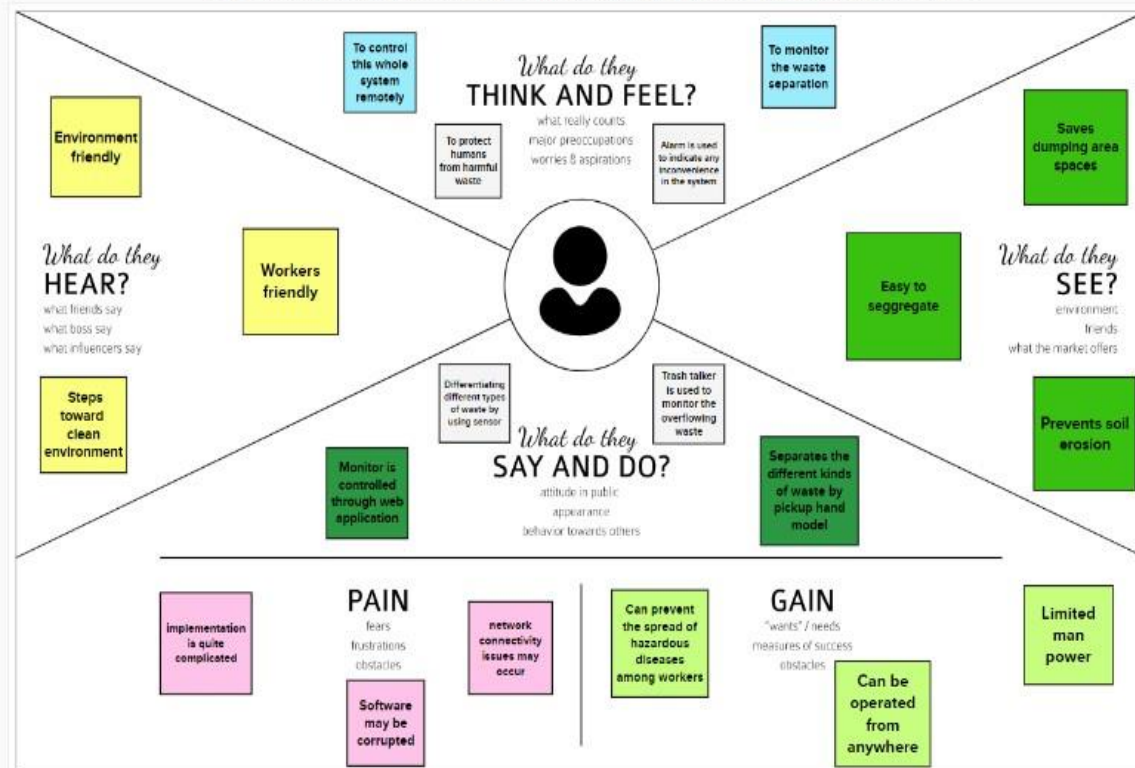 What do they
THINK AND FEEL?
what really counts
major preoccupations
worries & aspirations
To control
this whole
system
remotely
To monitor
the waste
separation
To protect
humans
from harmful
waste
Alarm is used
to indicate any
inconvenience
in the system
What do they
HEAR?
what friends say
what boss say
what influencers say
Environment
friendly
Workers
friendly
Steps
toward
clean
environment
What do they
SEE?
environment
friends
what the market offers
Saves
dumping area
spaces
Easy to
seggregate
Prevents soil
erosion
What do they
SAY AND DO?
attitude in public
appearance
behavior towards others
Differentiating
different types
of waste by
using sensor
Trash talker
is used to
monitor the
overflowing
waste
Monitor is
controlled
through web
application
Separates the
different kinds
of waste by
pickup hand
model
PAIN
fears
frustrations
obstacles
implementation
is quite
complicated
network
connectivity
issues may
occur
Software
may be
corrupted
GAIN
"wants" / needs
measures of success
obstacles
Can prevent
the spread of
hazardous
diseases
among workers
Limited
man
power
Can be
operated
from
anywhere